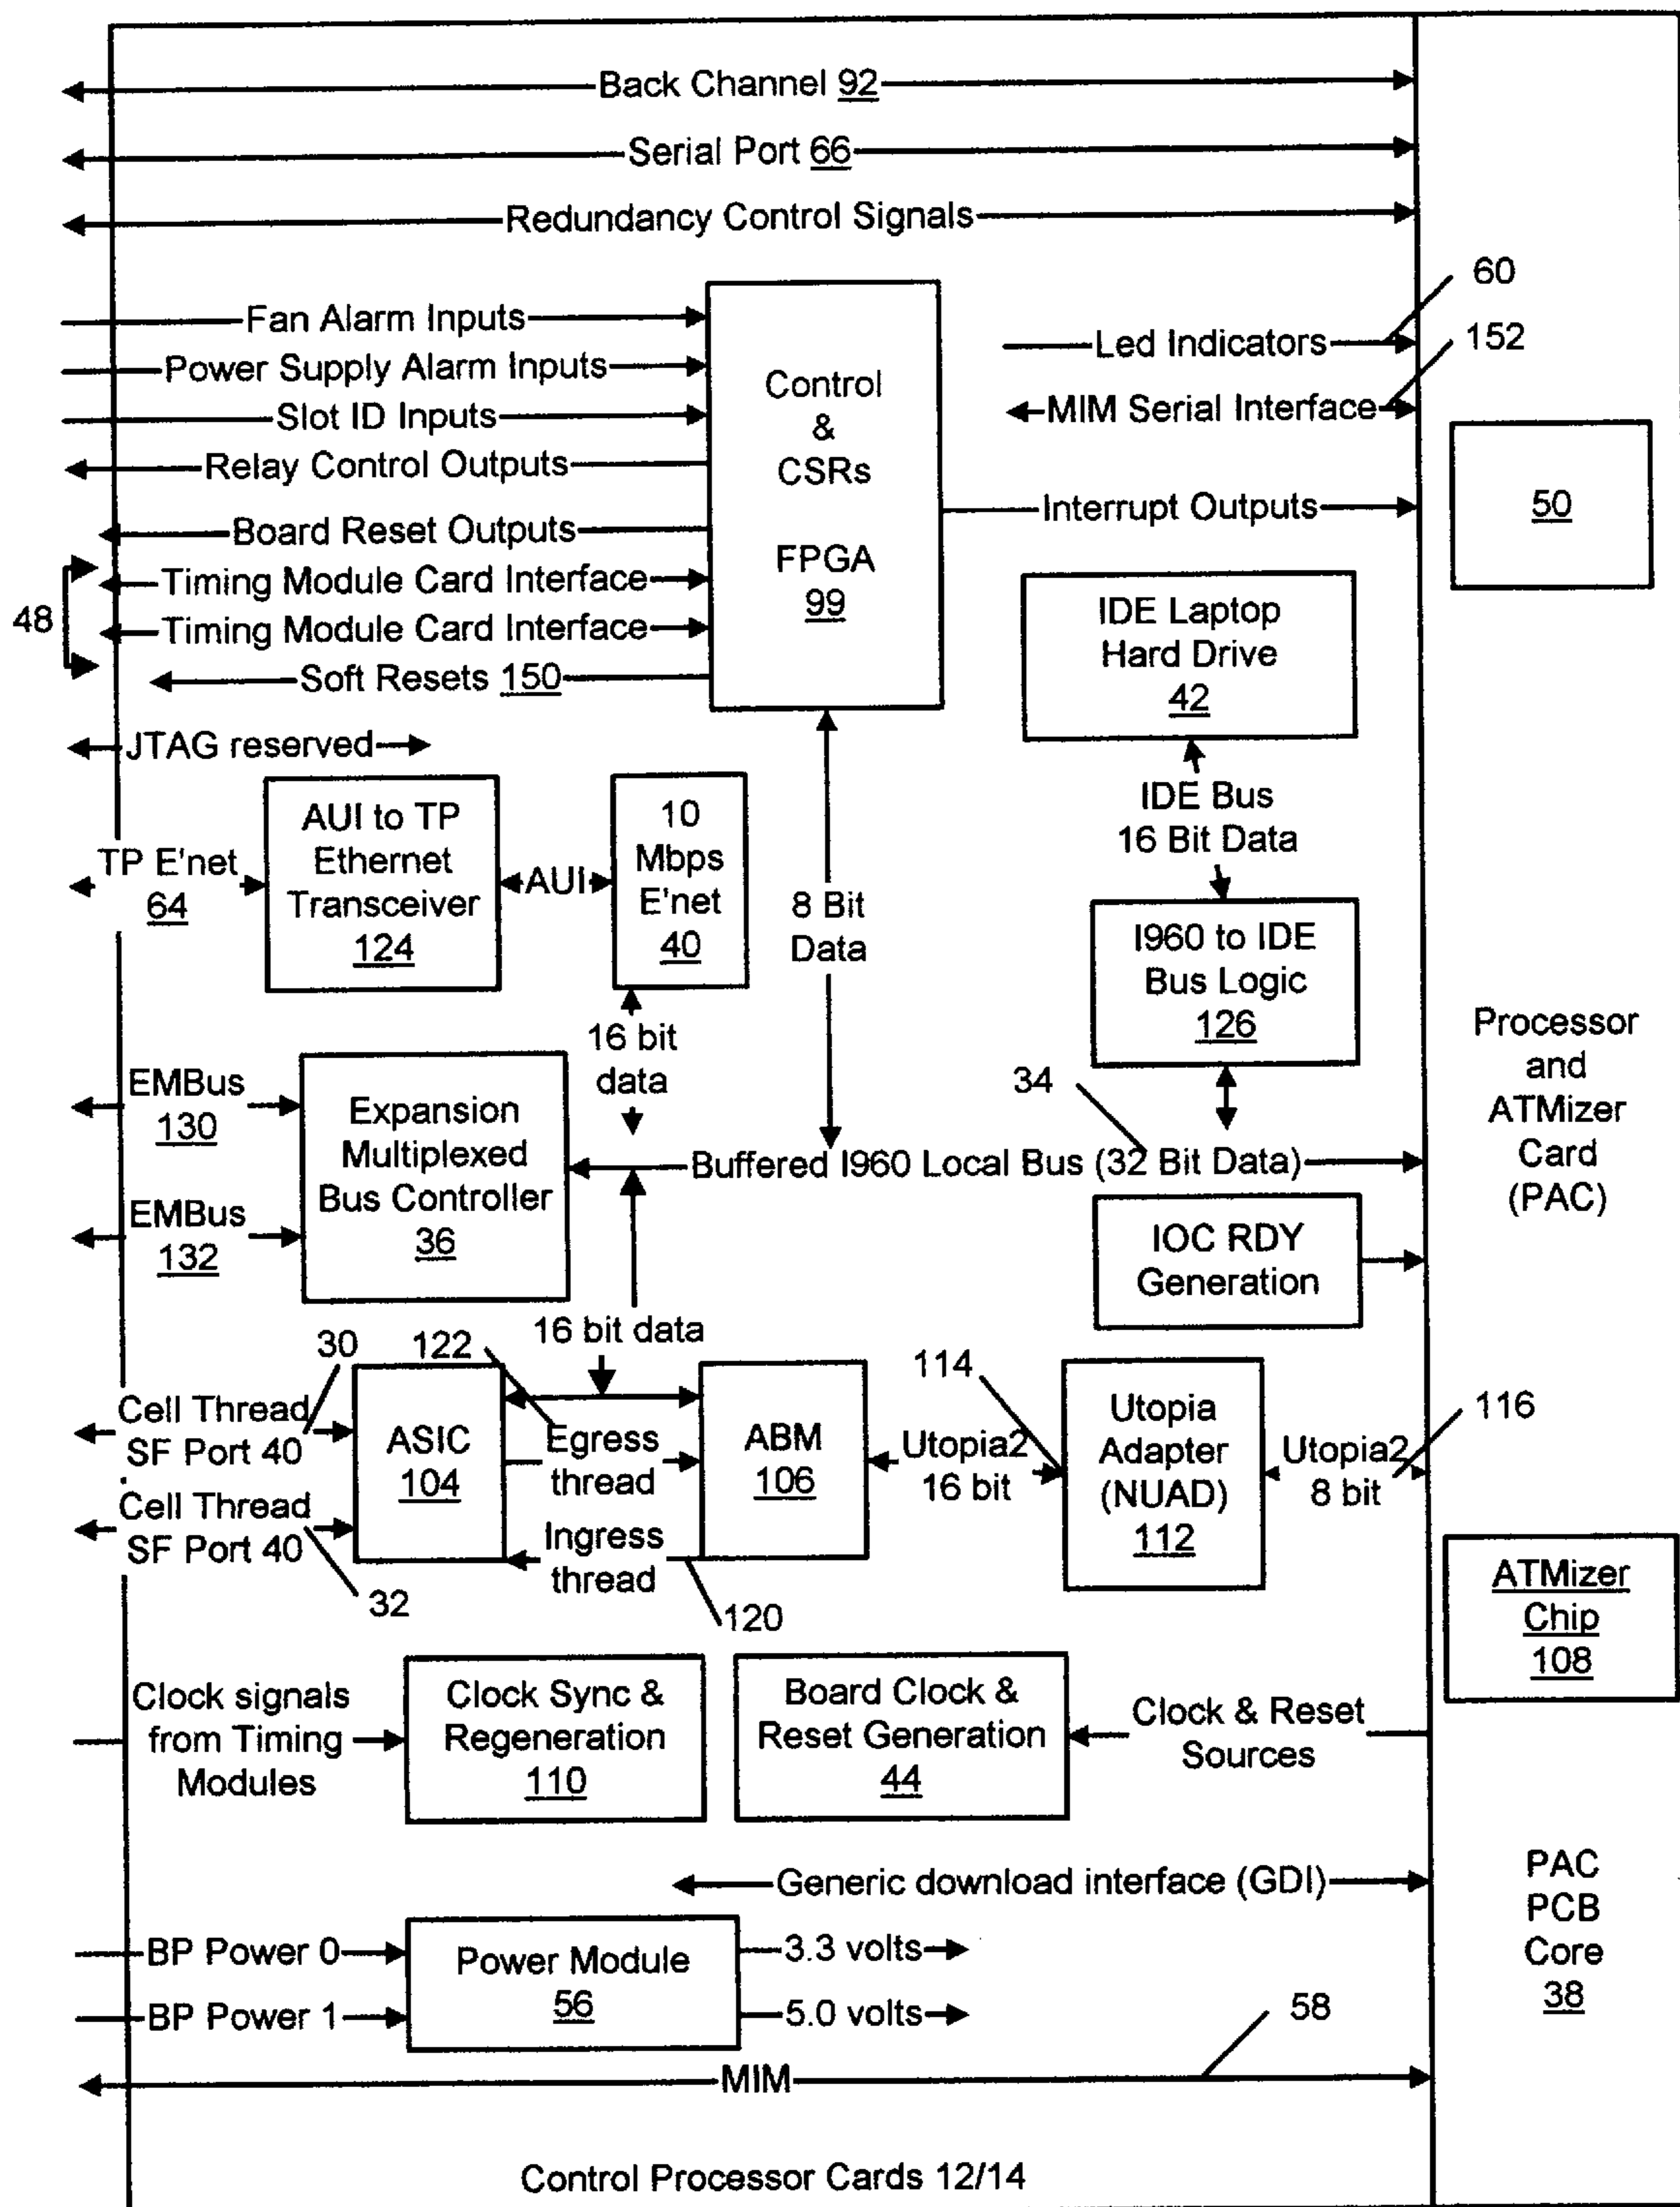 Back Channel 92
Serial Port 66
Redundancy Control Signals
60
Fan Alarm Inputs
Led Indicators
152
Power Supply Alarm Inputs
Slot ID Inputs
MIM Serial Interface
Relay Control Outputs
Board Reset Outputs
Timing Module Card Interface
48
Timing Module Card Interface
Soft Resets 150
Control
&
CSRs
FPGA
99
Interrupt Outputs
50
IDE Laptop
Hard Drive
42
JTAG reserved
IDE Bus
16 Bit Data
TP E'net
64
AUI to TP
Ethernet
Transceiver
124
AUI
10
Mbps
E'net
40
8 Bit
Data
I960 to IDE
Bus Logic
126
16 bit
data
34
Processor
and
ATMizer
Card
(PAC)
EMBus
130
EMBus
132
Expansion
Multiplexed
Bus Controller
36
Buffered I960 Local Bus (32 Bit Data)
IOC RDY
Generation
16 bit data
30
122
114
116
Cell Thread
SF Port 40
Cell Thread
SF Port 40
32
ASIC
104
Egress
thread
Ingress
thread
120
ABM
106
Utopia2
16 bit
Utopia
Adapter
(NUAD)
112
Utopia2
8 bit
ATMizer
Chip
108
Clock signals
from Timing
Modules
Clock Sync &
Regeneration
110
Board Clock &
Reset Generation
44
Clock & Reset
Sources
Generic download interface (GDI)
PAC
PCB
Core
38
BP Power 0
BP Power 1
Power Module
56
3.3 volts
5.0 volts
58
MIM
Control Processor Cards 12/14